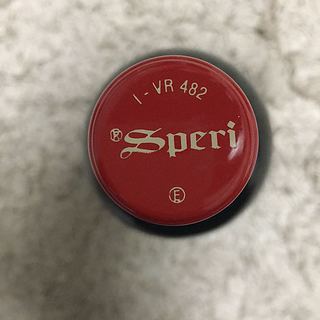 I - VR 482
® Speri
E